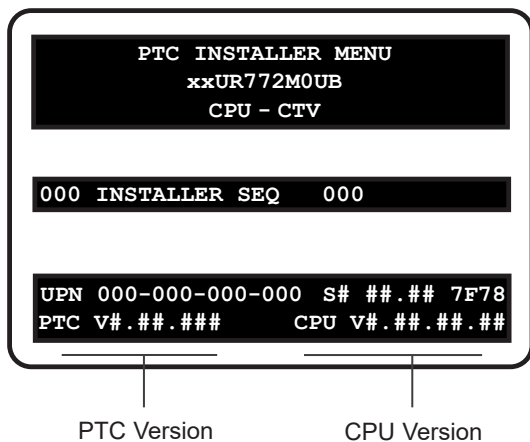 PTC INSTALLER MENU
xxUR772M0UB
CPU – CTV
000 INSTALLER SEQ 000
UPN 000-000-000-000 S# ##.## 7F78
PTC V#.##.### CPU V#.##.##.##
PTC Version CPU Version